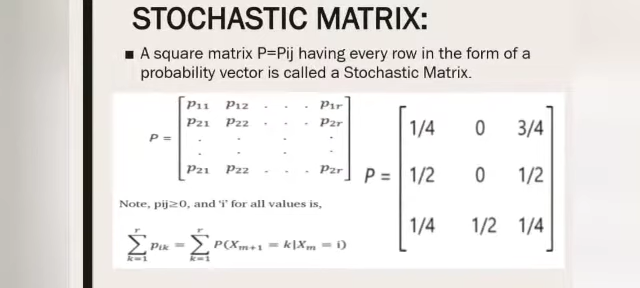 STOCHASTIC MATRIX:
■ A square matrix P=Pij having every row in the form of a
probability vector is called a Stochastic Matrix.
P11 P12 . . . P1r
P21 P22 . . . P2r
P =
. . . .
. . . .
P21 P22 . . . P2r
Note, pij≥0, and 'i' for all values is,
r∑k=1 Pik = r∑k=1 P(Xm+1 = k|Xm = i)
1/4 0 3/4
P = 1/2 0 1/2
1/4 1/2 1/4